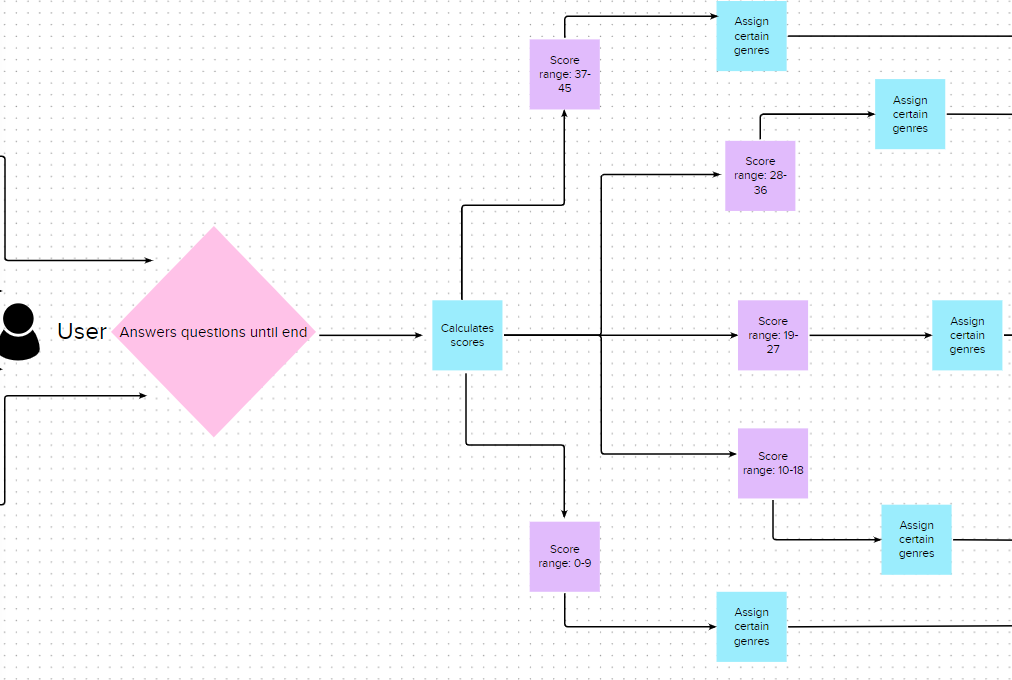 User
Answers questions until end
Calculates
scores
Score
range: 37-
45
Assign
certain
genres
Score
range: 28-
36
Assign
certain
genres
Score
range: 19-
27
Assign
certain
genres
Score
range: 10-18
Assign
certain
genres
Score
range: 0-9
Assign
certain
genres